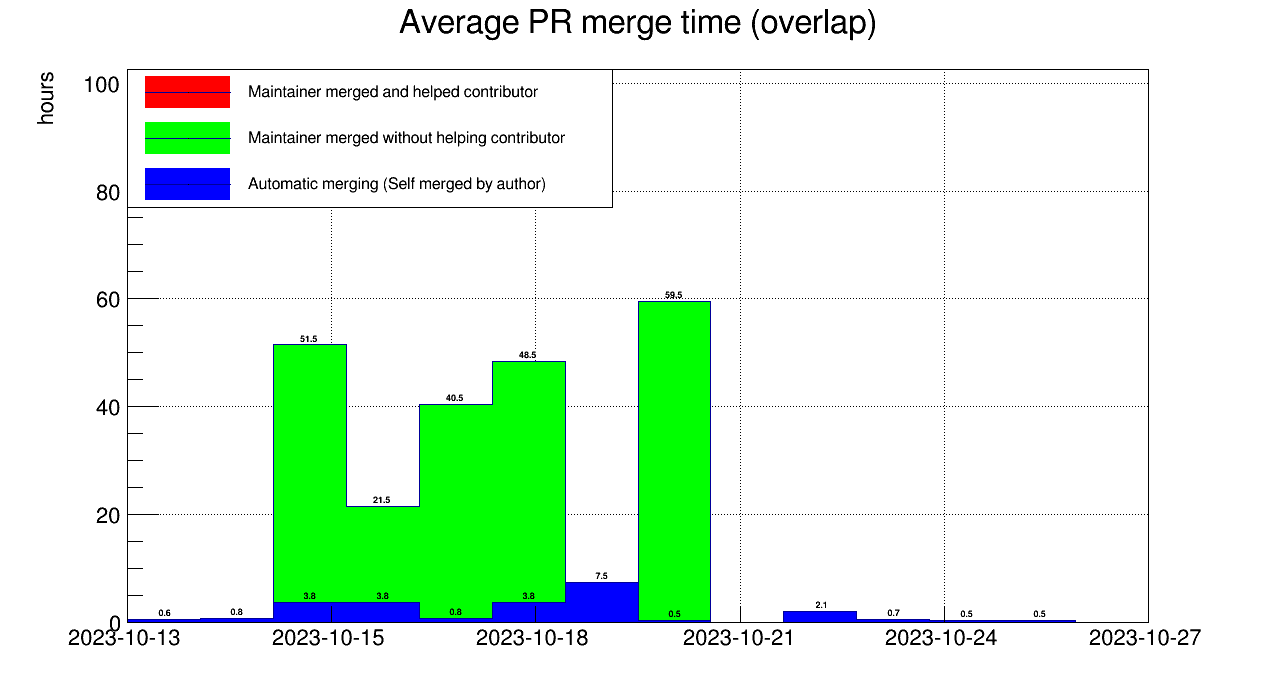 Average PR merge time (overlap)
hours
100
80
60
40
20
0
Maintainer merged and helped contributor
Maintainer merged without helping contributor
Automatic merging (Self merged by author)
59.5
51.5
48.5
40.5
21.5
7.5
3.8 3.8 0.8 3.8
0.6 0.8 0.5 2.1 0.7 0.5 0.5
2023-10-13 2023-10-15 2023-10-18 2023-10-21 2023-10-24 2023-10-27